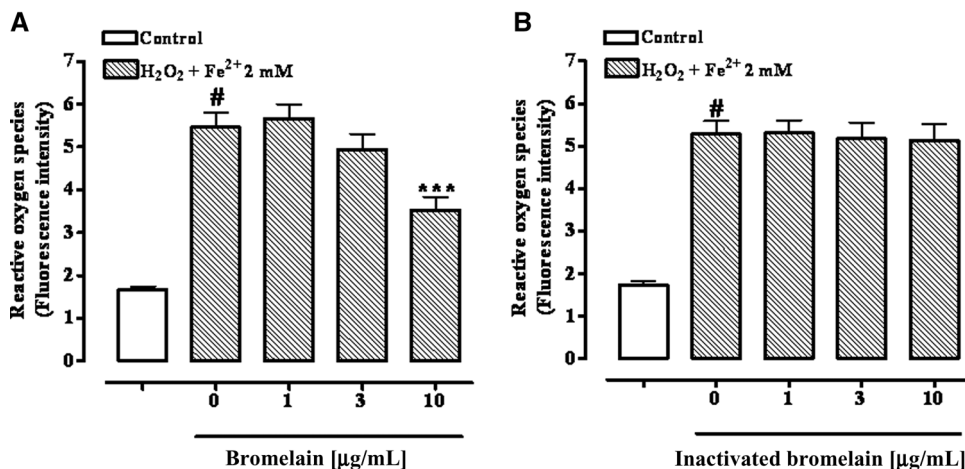 A
Control
H₂O₂ + Fe²⁺ 2 mM
Reactive oxygen species
(Fluorescence intensity)
7
6
5
4
3
2
1
0
#
***
0 1 3 10
Bromelain [µg/mL]
B
Control
H₂O₂ + Fe²⁺ 2 mM
Reactive oxygen species
(Fluorescence intensity)
7
6
5
4
3
2
1
0
#
0 1 3 10
Inactivated bromelain [µg/mL]